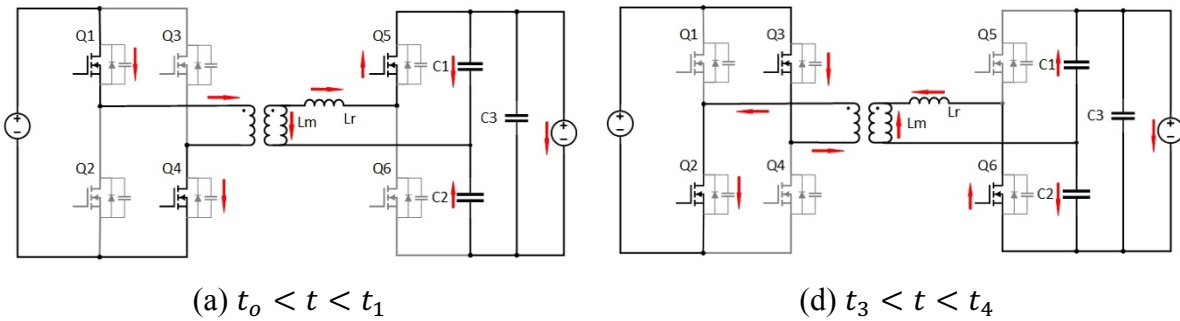 Q1
Q3
Q5
C1
Lm
Lr
C3
Q2
Q4
Q6
C2
(a) $t_o < t < t_1$
Q1
Q3
Q5
C1
Lm
Lr
C3
Q2
Q4
Q6
C2
(d) $t_3 < t < t_4$